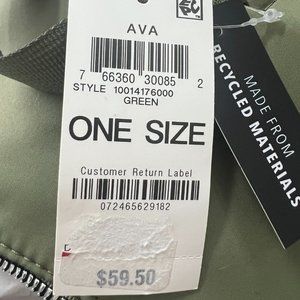 AVA
7 66360 30085 2
STYLE 10014176000
GREEN
ONE SIZE
Customer Return Label
072465629182
$59.50
MADE FROM
RECYCLED MATERIALS